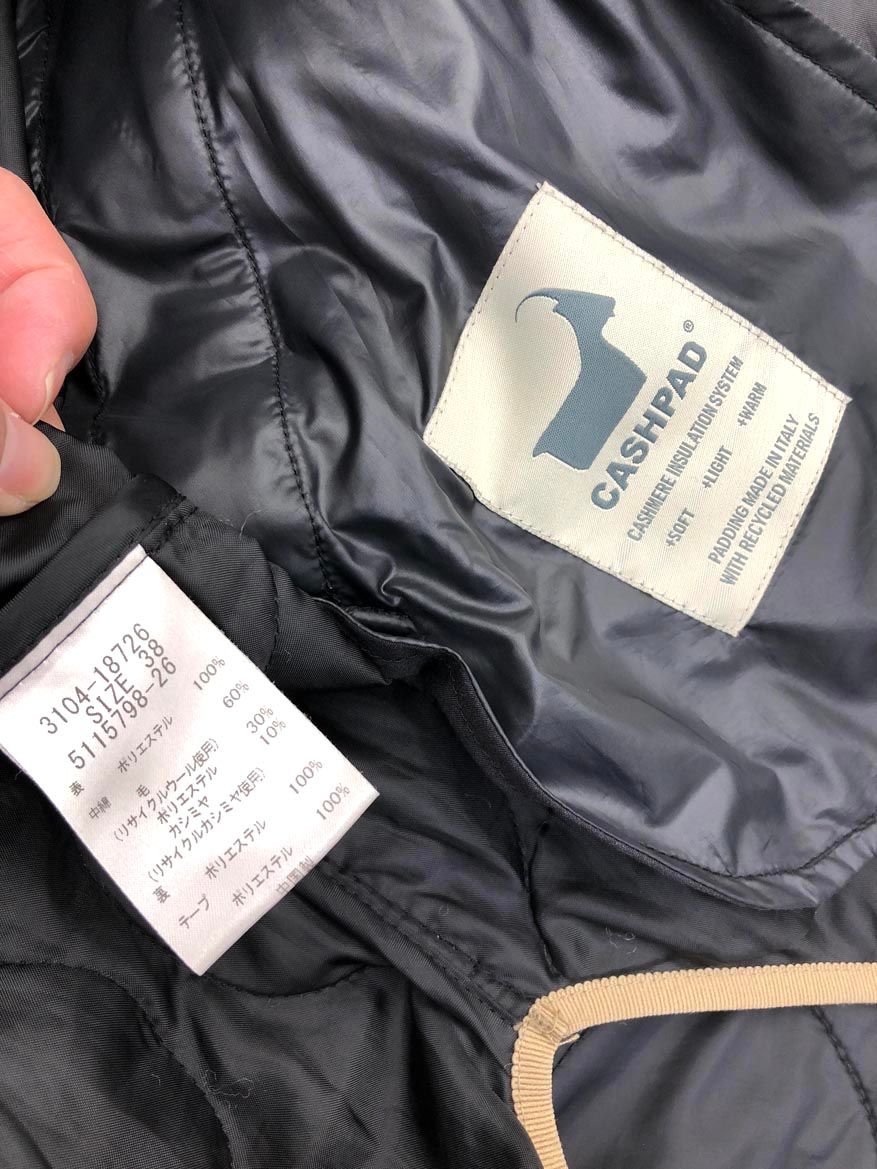 CASHPAD®
CASHMERE INSULATION SYSTEM
+SOFT +LIGHT +WARM
PADDING MADE IN ITALY
WITH RECYCLED MATERIALS
3104-18726
SIZE 38
5115798-26
表 ポリエステル 100%
中綿 毛 60%
(リサイクルウール使用)
ポリエステル 30%
カシミヤ 10%
(リサイクルカシミヤ使用)
裏 ポリエステル 100%
テープ ポリエステル 100%
中国製